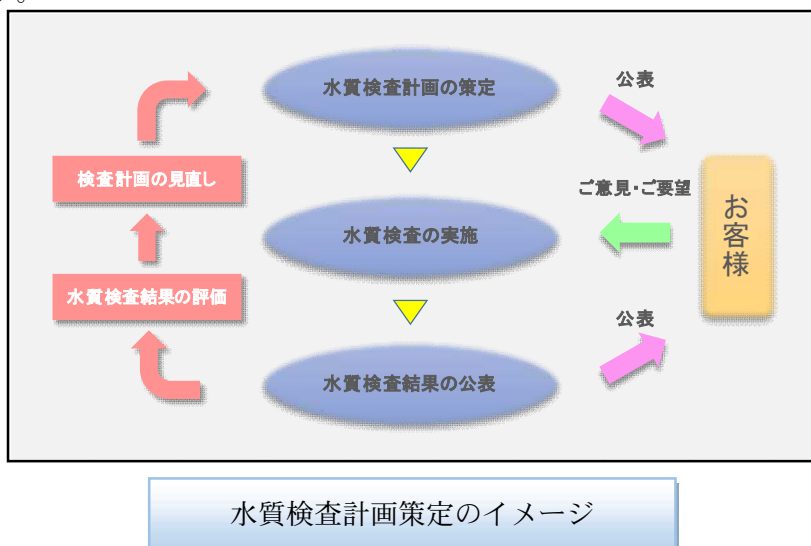 。
水質検査計画の策定
公表
検査計画の見直し
ご意見・ご要望
お客様
水質検査の実施
水質検査結果の評価
公表
水質検査結果の公表
水質検査計画策定のイメージ